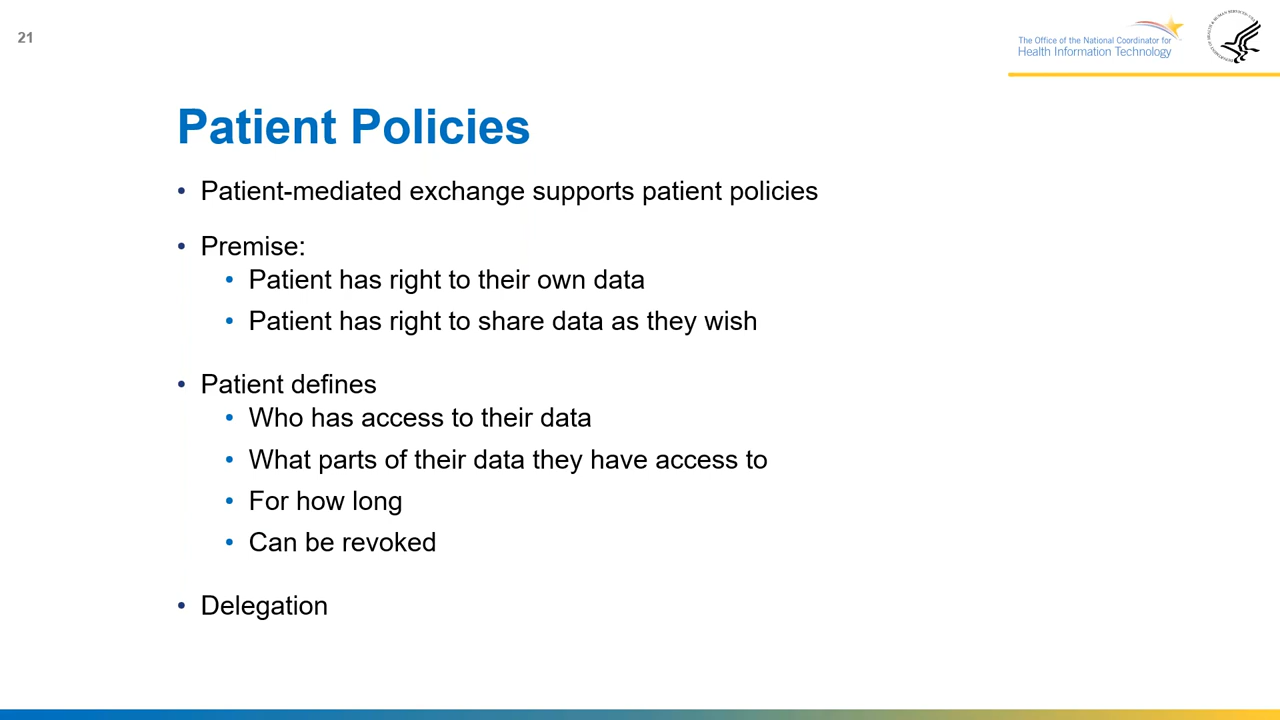 21
The Office of the National Coordinator for
Health Information Technology
Patient Policies
• Patient-mediated exchange supports patient policies
• Premise:
• Patient has right to their own data
• Patient has right to share data as they wish
• Patient defines
• Who has access to their data
• What parts of their data they have access to
• For how long
• Can be revoked
• Delegation